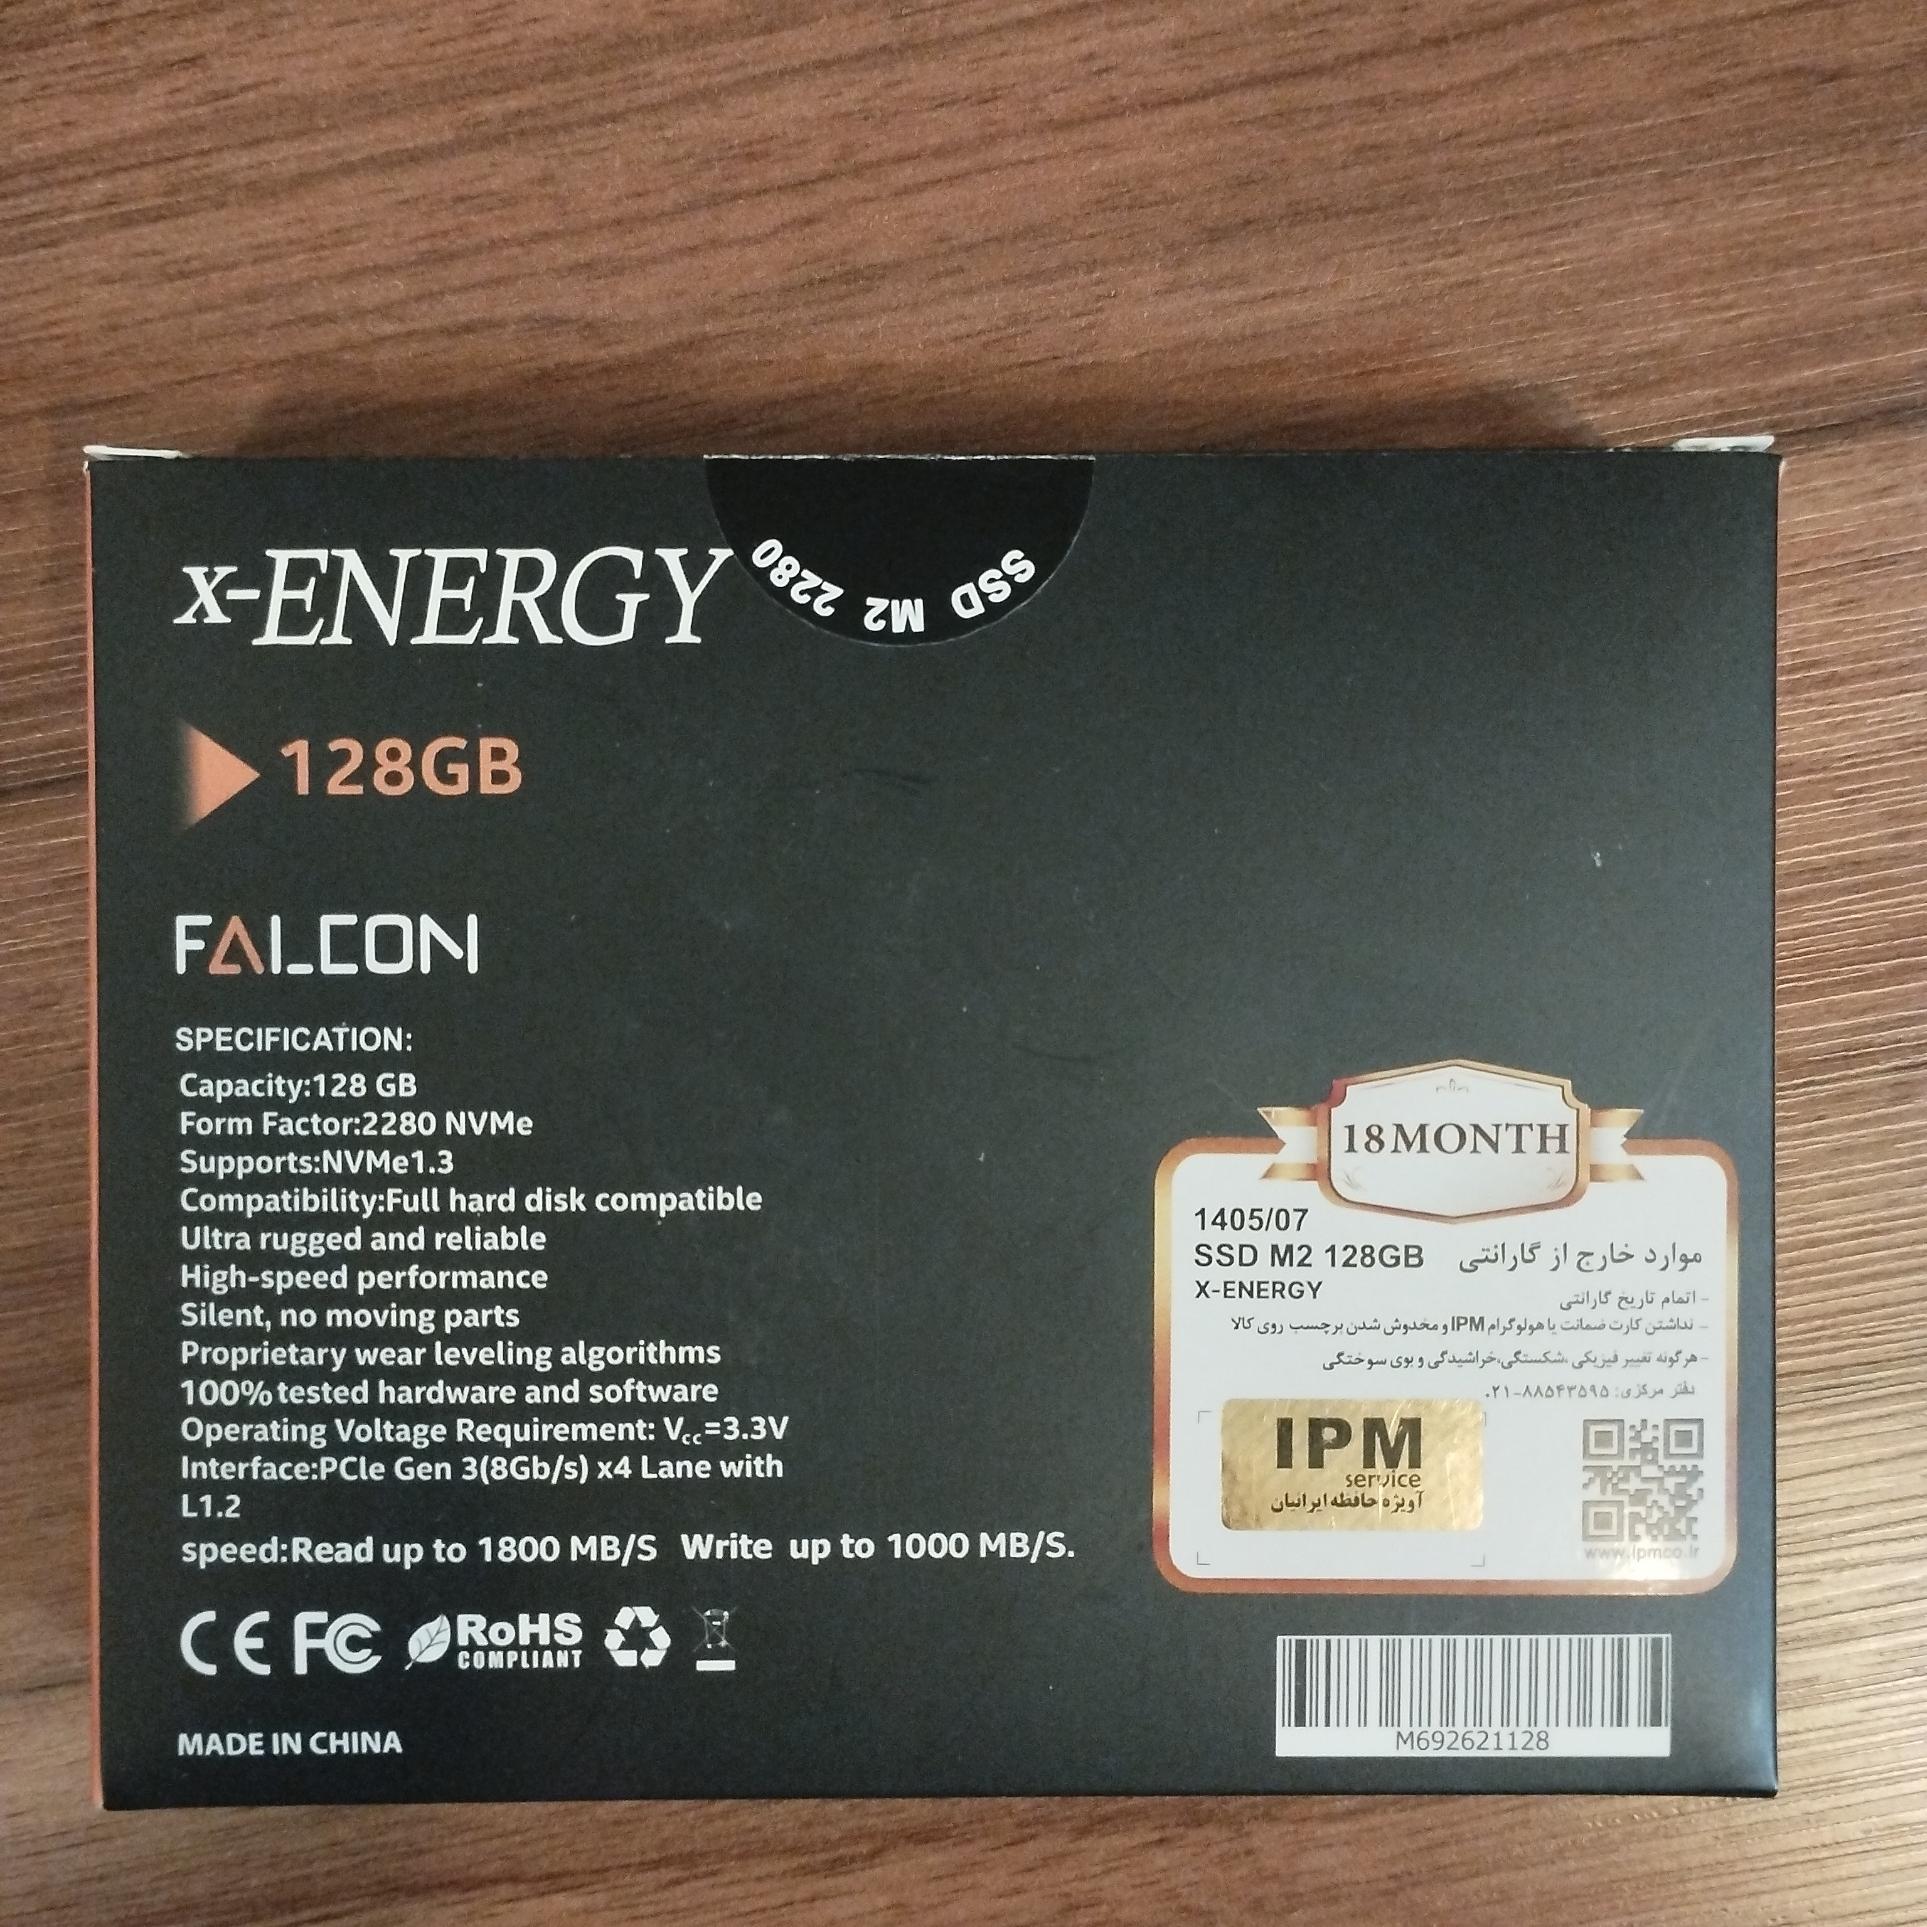 x-ENERGY
SSD M2 2280
128GB
FALCON
SPECIFICATION:
Capacity:128 GB
Form Factor:2280 NVMe
Supports:NVMe1.3
Compatibility:Full hard disk compatible
Ultra rugged and reliable
High-speed performance
Silent, no moving parts
Proprietary wear leveling algorithms
100% tested hardware and software
Operating Voltage Requirement: Vcc=3.3V
Interface:PCle Gen 3(8Gb/s) x4 Lane with
L1.2
speed:Read up to 1800 MB/S Write up to 1000 MB/S.
CE FC RoHS
COMPLIANT
MADE IN CHINA
18MONTH
1405/07
SSD M2 128GB
X-ENERGY
موارد خارج از گارانتی
- اتمام تاریخ گارانتی
- نداشتن کارت ضمانت یا هولوگرام IPM و مخدوش شدن برچسب روی کالا
- هرگونه تغییر فیزیکی ،شکستگی،خراشیدگی و بوی سوختگی
دفتر مرکزی: ۸۸۵۴۳۵۹۵-۰۲۱
IPM
service
آویژه حافظه ایرانیان
www.ipmco.ir
M692621128